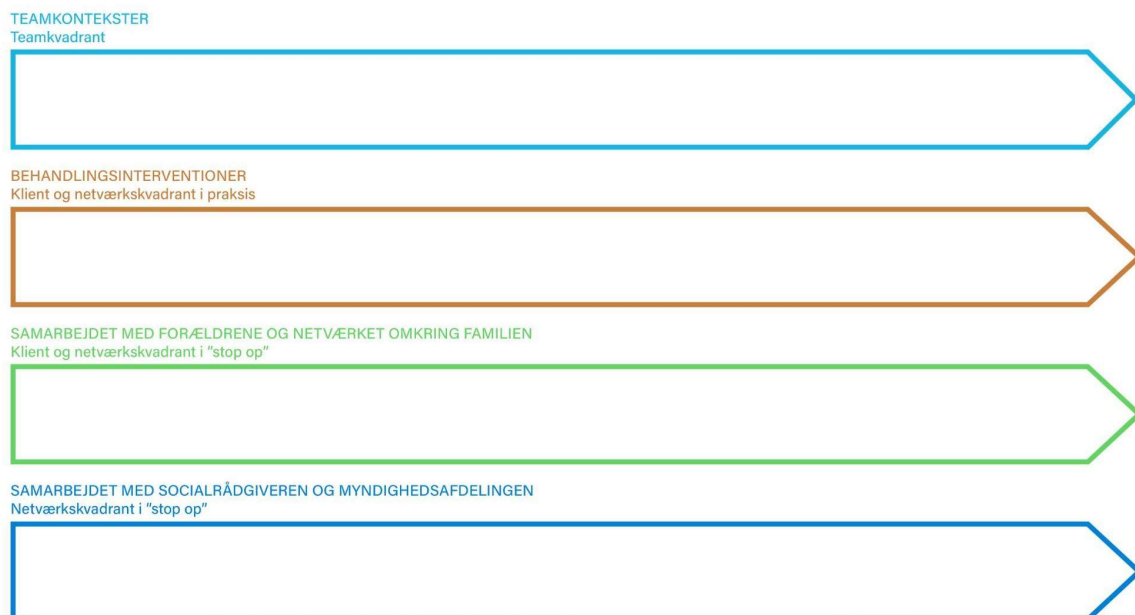 TEAMKONTEKSTER
Teamkvadrant
BEHANDLINGSINTERVENTIONER
Klient og netværkskvadrant i praksis
SAMARBEJDET MED FORÆLDRENE OG NETVÆRKET OMKRING FAMILIEN
Klient og netværkskvadrant i ”stop op”
SAMARBEJDET MED SOCIALRÅDGIVEREN OG MYNDIGHEDSAFDELINGEN
Netværkskvadrant i ”stop op”